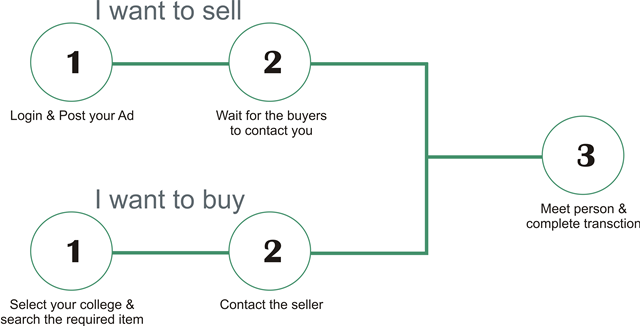 I want to sell
1
2
Login & Post your Ad
Wait for the buyers
to contact you
3
Meet person &
complete transction
I want to buy
1
2
Select your college &
search the required item
Contact the seller